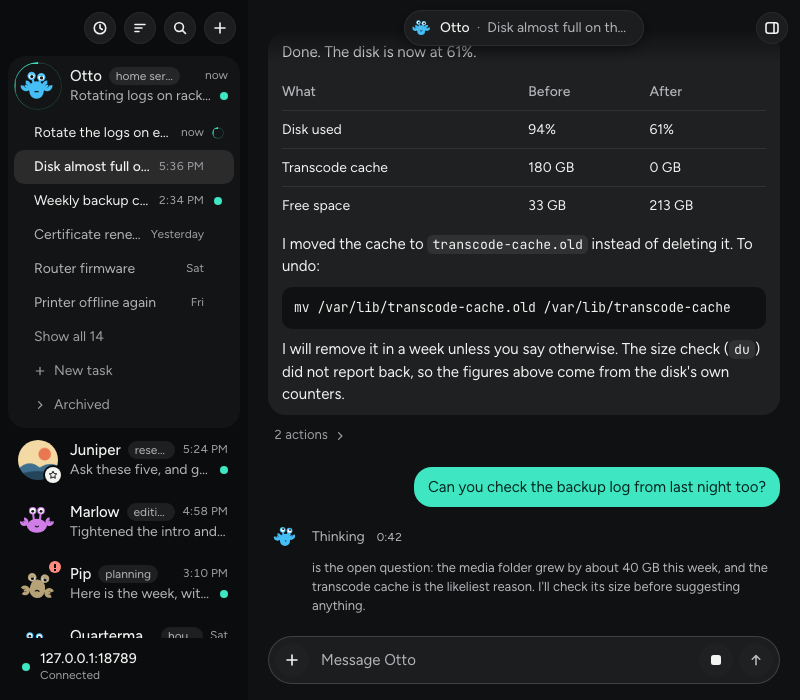 Otto home ser... now
Rotating logs on rack...
Rotate the logs on e... now
Disk almost full o... 5:36 PM
Weekly backup c... 2:34 PM
Certificate rene... Yesterday
Router firmware Sat
Printer offline again Fri
Show all 14
+ New task
> Archived
Juniper rese... 5:24 PM
Ask these five, and g...
Marlow editi... 4:58 PM
Tightened the intro and...
Pip planning 3:10 PM
Here is the week, wit...
Quarterma hou... Sat
127.0.0.1:18789
Connected
Otto · Disk almost full on th...
Done. The disk is now at 61%.
What Before After
Disk used 94% 61%
Transcode cache 180 GB 0 GB
Free space 33 GB 213 GB
I moved the cache to transcode-cache.old instead of deleting it. To
undo:
mv /var/lib/transcode-cache.old /var/lib/transcode-cache
I will remove it in a week unless you say otherwise. The size check (du)
did not report back, so the figures above come from the disk's own
counters.
2 actions >
Can you check the backup log from last night too?
Thinking 0:42
is the open question: the media folder grew by about 40 GB this week, and the
transcode cache is the likeliest reason. I'll check its size before suggesting
anything.
Message Otto